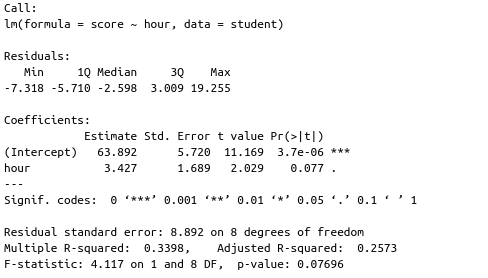 Call:
lm(formula = score ~ hour, data = student)
Residuals:
Min 1Q Median 3Q Max
-7.318 -5.710 -2.598 3.009 19.255
Coefficients:
Estimate Std. Error t value Pr(>|t|)
(Intercept) 63.892 5.720 11.169 3.7e-06 ***
hour 3.427 1.689 2.029 0.077 .
---
Signif. codes: 0 ‘***’ 0.001 ‘**’ 0.01 ‘*’ 0.05 ‘.’ 0.1 ‘ ’ 1
Residual standard error: 8.892 on 8 degrees of freedom
Multiple R-squared: 0.3398, Adjusted R-squared: 0.2573
F-statistic: 4.117 on 1 and 8 DF, p-value: 0.07696